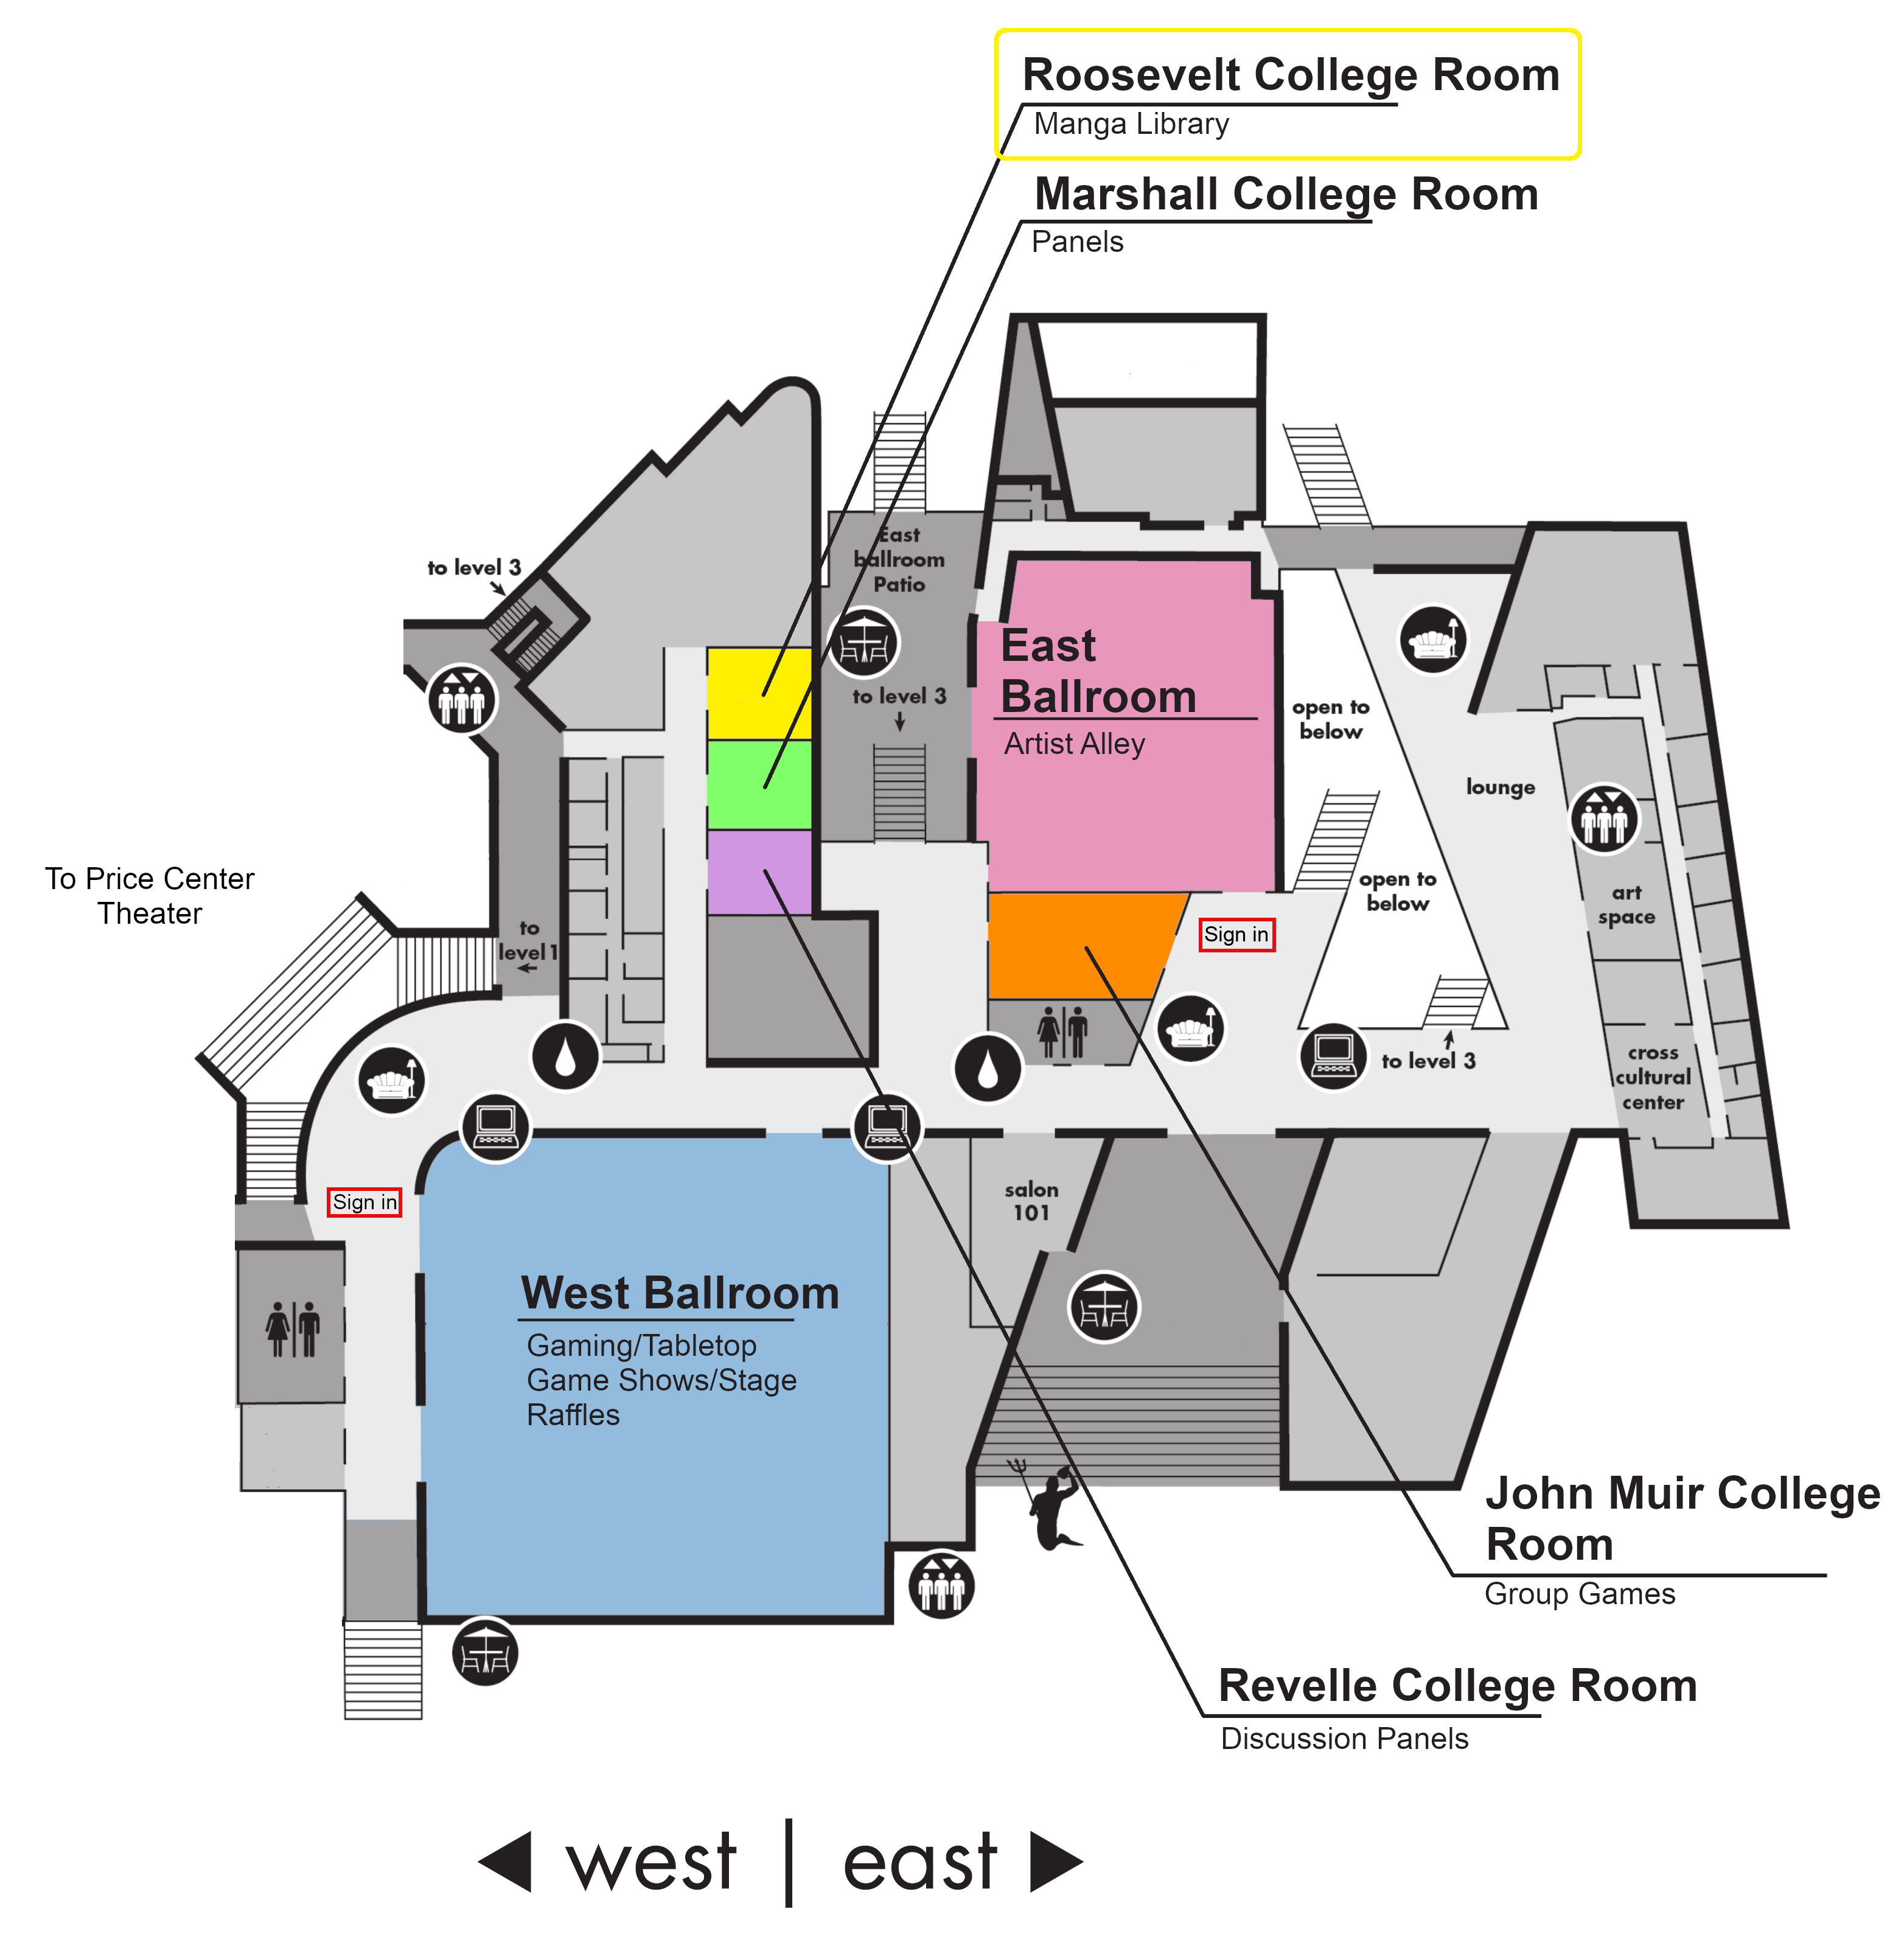 Roosevelt College Room
Manga Library
Marshall College Room
Panels
to level 3
East
ballroom
Patio
to level 3
East
Ballroom
Artist Alley
open to
below
lounge
To Price Center
Theater
to
level 1
open to
below
art
space
Sign in
to level 3
cross
cultural
center
Sign in
salon
101
West Ballroom
Gaming/Tabletop
Game Shows/Stage
Raffles
John Muir College
Room
Group Games
Revelle College Room
Discussion Panels
west | east